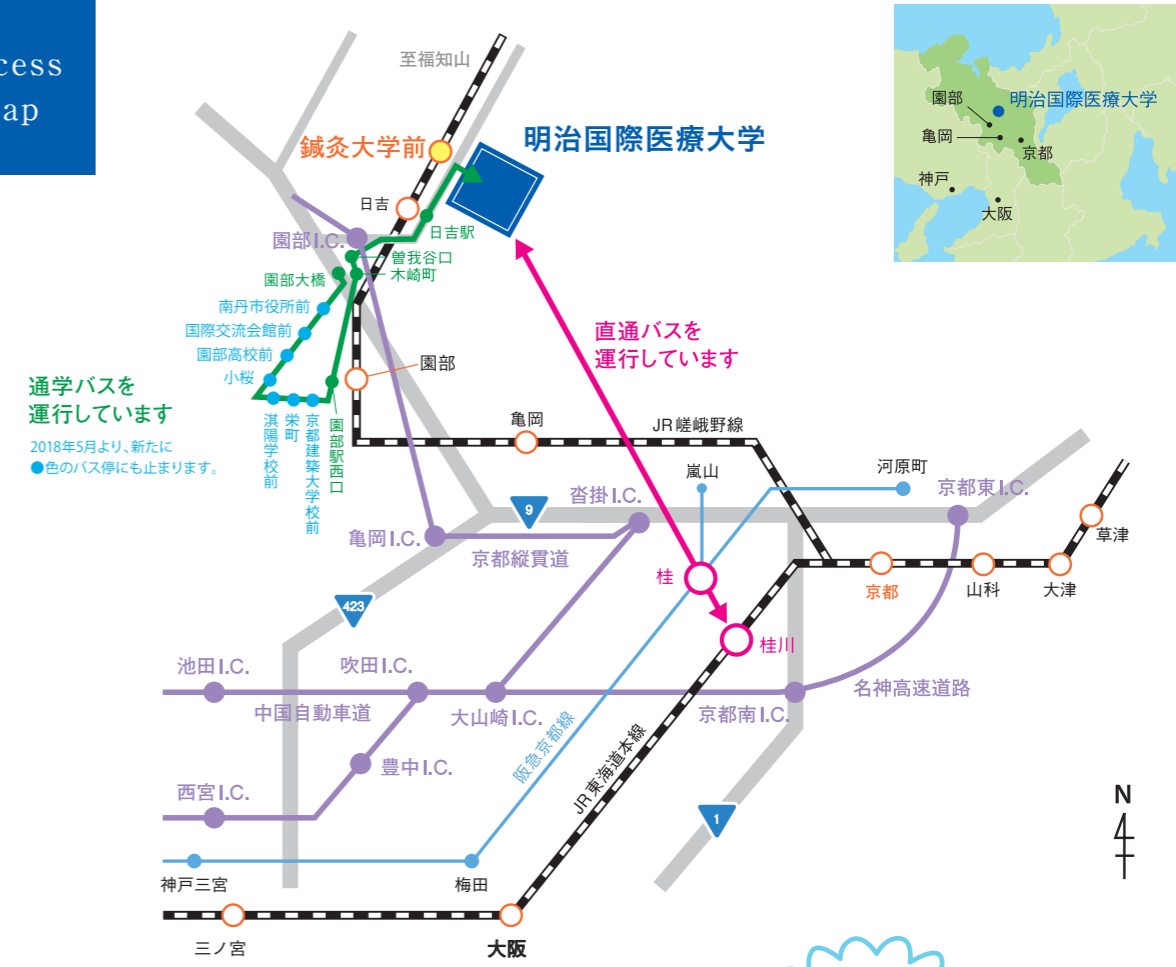 cess
ap
至福知山
鍼灸大学前
明治国際医療大学
日吉
日吉駅
園部I.C.
曽我谷口
木崎町
園部大橋
南丹市役所前
国際交流会館前
園部高校前
小桜
淇陽学校前
栄町
京都建築大学校前
園部駅西口
園部
通学バスを
運行しています
2018年5月より、新たに
●色のバス停にも止まります。
直通バスを
運行しています
亀岡
JR嵯峨野線
嵐山
河原町
京都東I.C.
沓掛I.C.
9
亀岡I.C.
京都縦貫道
草津
桂
京都
山科
大津
423
桂川
池田I.C.
吹田I.C.
中国自動車道
大山崎I.C.
京都南I.C.
名神高速道路
阪急京都線
JR東海道本線
豊中I.C.
西宮I.C.
1
N
神戸三宮
梅田
三ノ宮
大阪
園部
明治国際医療大学
亀岡
京都
神戸
大阪